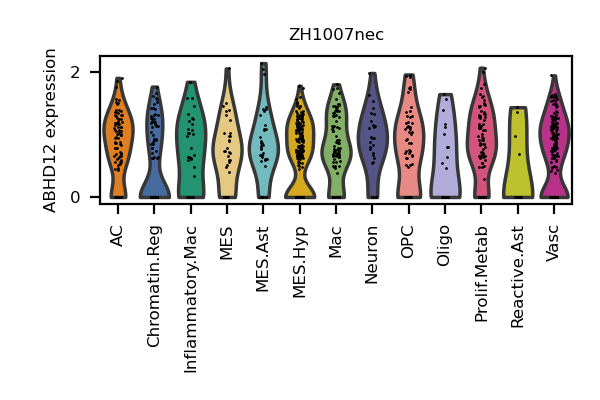 ZH1007nec
ABHD12 expression
2
0
AC
Chromatin.Reg
Inflammatory.Mac
MES
MES.Ast
MES.Hyp
Mac
Neuron
OPC
Oligo
Prolif.Metab
Reactive.Ast
Vasc